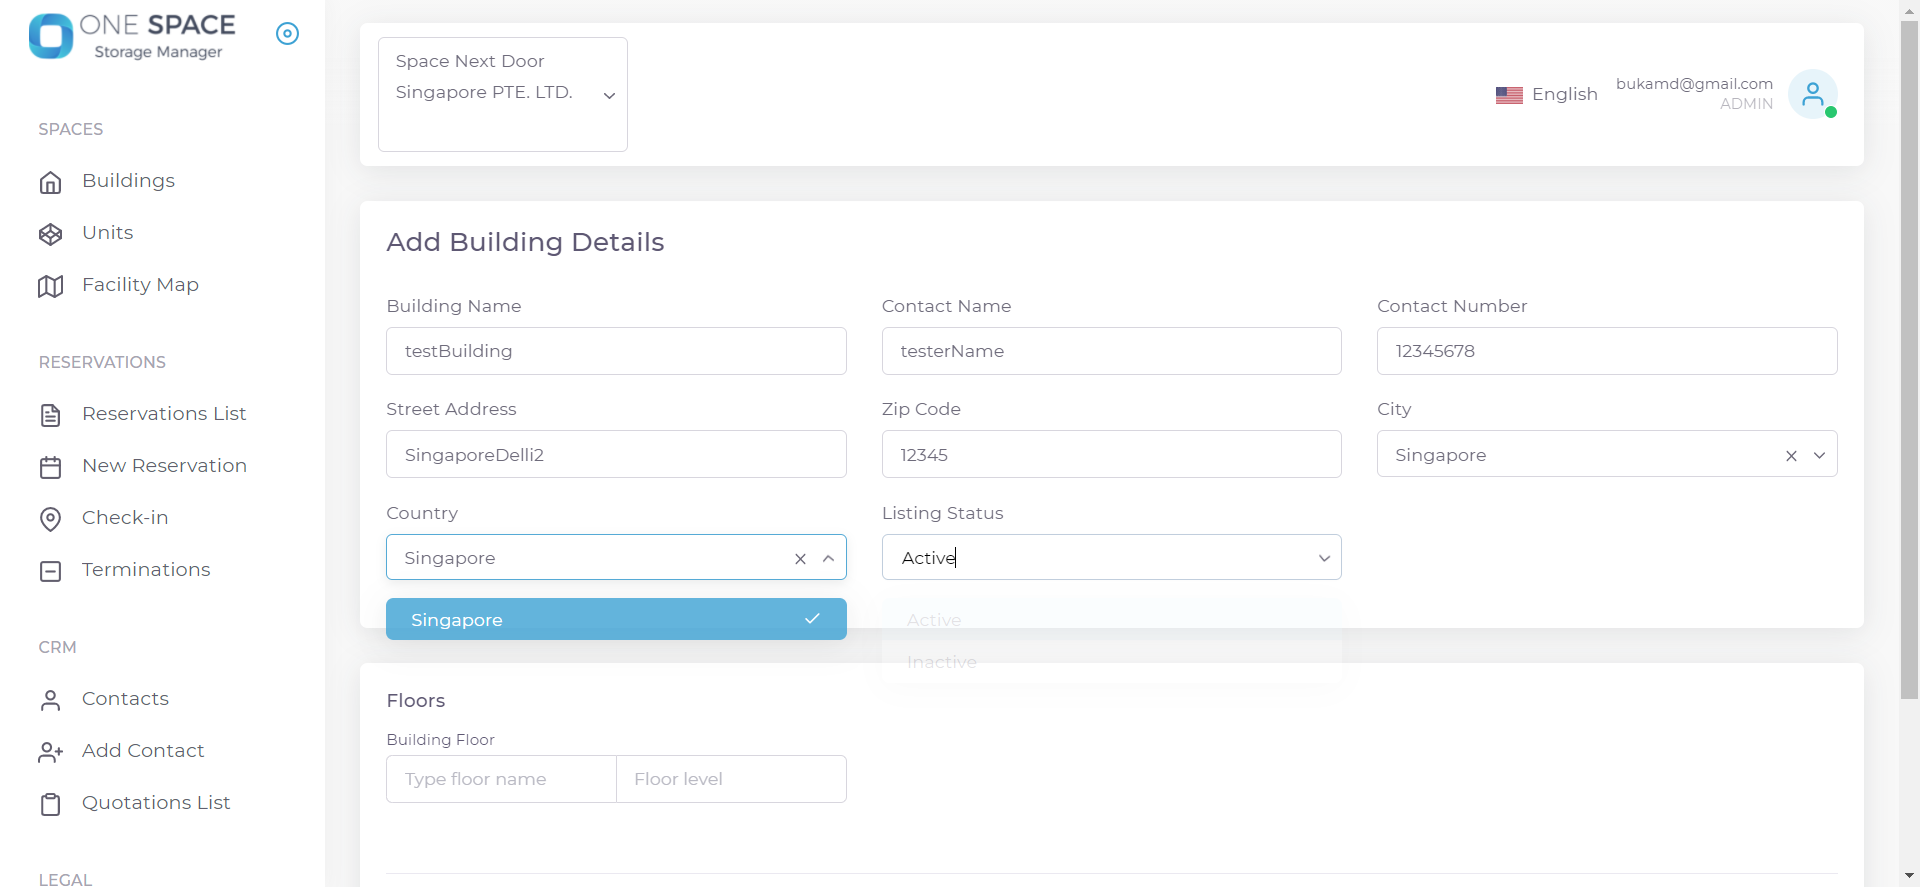 ONE SPACE
Storage Manager
SPACES
Buildings
Units
Facility Map
RESERVATIONS
Reservations List
New Reservation
Check-in
Terminations
CRM
Contacts
Add Contact
Quotations List
LEGAL
Space Next Door
Singapore PTE. LTD.
English
bukamd@gmail.com
ADMIN
Add Building Details
Building Name
Contact Name
Contact Number
testBuilding
testerName
12345678
Street Address
Zip Code
City
SingaporeDelli2
12345
Singapore
Country
Listing Status
Singapore
Active
Singapore
Active
Inactive
Floors
Building Floor
Type floor name
Floor level